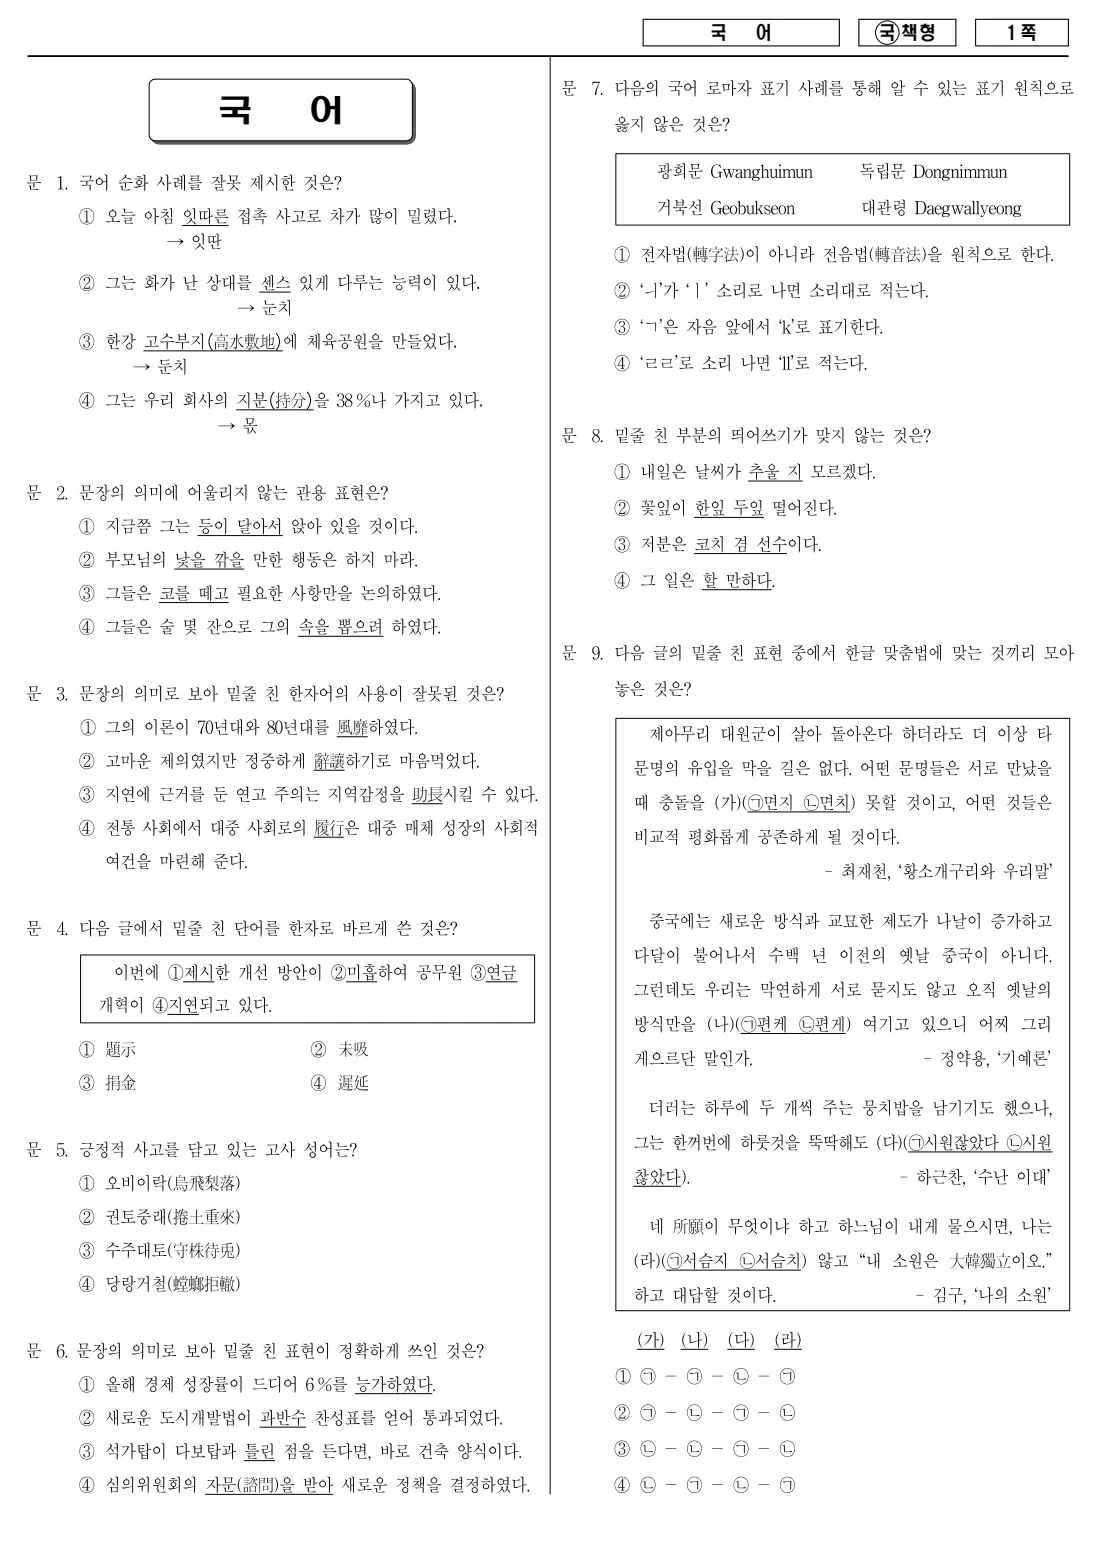 국 어
국책형
1쪽
국 어
문 1. 국어 순화 사례를 잘못 제시한 것은?
① 오늘 아침 잇따른 접촉 사고로 차가 많이 밀렸다.
→ 잇딴
② 그는 화가 난 상대를 센스 있게 다루는 능력이 있다.
→ 눈치
③ 한강 고수부지(高水敷地)에 체육공원을 만들었다.
→ 둔치
④ 그는 우리 회사의 지분(持分)을 38%나 가지고 있다.
→ 몫
문 2. 문장의 의미에 어울리지 않는 관용 표현은?
① 지금쯤 그는 등이 달아서 앉아 있을 것이다.
② 부모님의 낯을 깎을 만한 행동은 하지 마라.
③ 그들은 코를 떼고 필요한 사항만을 논의하였다.
④ 그들은 술 몇 잔으로 그의 속을 뽑으려 하였다.
문 3. 문장의 의미로 보아 밑줄 친 한자어의 사용이 잘못된 것은?
① 그의 이론이 70년대와 80년대를 風靡하였다.
② 고마운 제의였지만 정중하게 辭讓하기로 마음먹었다.
③ 지연에 근거를 둔 연고 주의는 지역감정을 助長시킬 수 있다.
④ 전통 사회에서 대중 사회로의 履行은 대중 매체 성장의 사회적
여건을 마련해 준다.
문 4. 다음 글에서 밑줄 친 단어를 한자로 바르게 쓴 것은?
이번에 ①제시한 개선 방안이 ②미흡하여 공무원 ③연금
개혁이 ④지연되고 있다.
① 題示 ② 未吸
③ 捐金 ④ 遲延
문 5. 긍정적 사고를 담고 있는 고사 성어는?
① 오비이락(烏飛梨落)
② 권토중래(捲土重來)
③ 수주대토(守株待兎)
④ 당랑거철(螳螂拒轍)
문 6. 문장의 의미로 보아 밑줄 친 표현이 정확하게 쓰인 것은?
① 올해 경제 성장률이 드디어 6%를 능가하였다.
② 새로운 도시개발법이 과반수 찬성표를 얻어 통과되었다.
③ 석가탑이 다보탑과 틀린 점을 든다면, 바로 건축 양식이다.
④ 심의위원회의 자문(諮問)을 받아 새로운 정책을 결정하였다.
문 7. 다음의 국어 로마자 표기 사례를 통해 알 수 있는 표기 원칙으로
옳지 않은 것은?
광희문 Gwanghuimun 독립문 Dongnimmun
거북선 Geobukseon 대관령 Daegwallyeong
① 전자법(轉字法)이 아니라 전음법(轉音法)을 원칙으로 한다.
② ‘ㅢ’가 ‘ㅣ’ 소리로 나면 소리대로 적는다.
③ ‘ㄱ’은 자음 앞에서 ‘k’로 표기한다.
④ ‘ㄹㄹ’로 소리 나면 ‘ll’로 적는다.
문 8. 밑줄 친 부분의 띄어쓰기가 맞지 않는 것은?
① 내일은 날씨가 추울 지 모르겠다.
② 꽃잎이 한잎 두잎 떨어진다.
③ 저분은 코치 겸 선수이다.
④ 그 일은 할 만하다.
문 9. 다음 글의 밑줄 친 표현 중에서 한글 맞춤법에 맞는 것끼리 모아
놓은 것은?
제아무리 대원군이 살아 돌아온다 하더라도 더 이상 타
문명의 유입을 막을 길은 없다. 어떤 문명들은 서로 만났을
때 충돌을 (가)(㉠면지 ㉡면치) 못할 것이고, 어떤 것들은
비교적 평화롭게 공존하게 될 것이다.
- 최재천, ‘황소개구리와 우리말’
중국에는 새로운 방식과 교묘한 제도가 나날이 증가하고
다달이 불어나서 수백 년 이전의 옛날 중국이 아니다.
그런데도 우리는 막연하게 서로 묻지도 않고 오직 옛날의
방식만을 (나)(㉠편케 ㉡편게) 여기고 있으니 어찌 그리
게으르단 말인가. - 정약용, ‘기예론’
더러는 하루에 두 개씩 주는 뭉치밥을 남기기도 했으나,
그는 한꺼번에 하룻것을 뚝딱해도 (다)(㉠시원잖았다 ㉡시원
찮았다). - 하근찬, ‘수난 이대’
네 所願이 무엇이냐 하고 하느님이 내게 물으시면, 나는
(라)(㉠서슴지 ㉡서슴치) 않고 “내 소원은 大韓獨立이오.”
하고 대답할 것이다. - 김구, ‘나의 소원’
(가) (나) (다) (라)
① ㉠ - ㉠ - ㉡ - ㉠
② ㉠ - ㉡ - ㉠ - ㉡
③ ㉡ - ㉡ - ㉠ - ㉡
④ ㉡ - ㉠ - ㉡ - ㉠